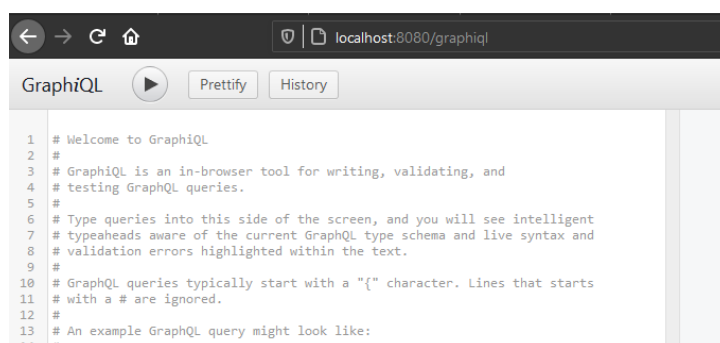 localhost:8080/graphiql
GraphiQL
Prettify
History
1 # Welcome to GraphiQL
2 #
3 # GraphiQL is an in-browser tool for writing, validating, and
4 # testing GraphQL queries.
5 #
6 # Type queries into this side of the screen, and you will see intelligent
7 # typeaheads aware of the current GraphQL type schema and live syntax and
8 # validation errors highlighted within the text.
9 #
10 # GraphQL queries typically start with a "{" character. Lines that starts
11 # with a # are ignored.
12 #
13 # An example GraphQL query might look like: